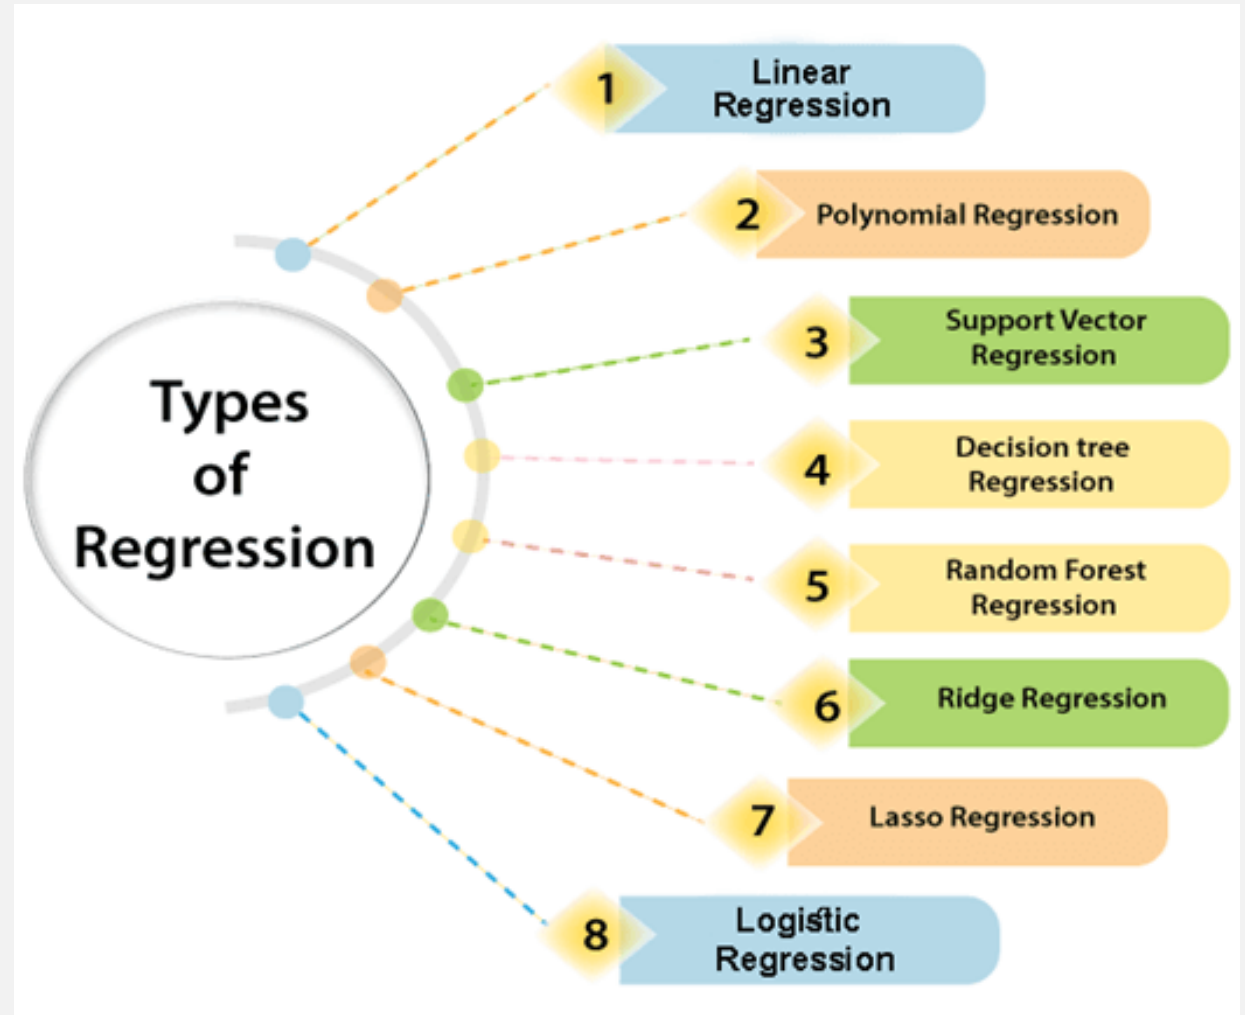 Types
of
Regression
1
Linear
Regression
2
Polynomial Regression
3
Support Vector
Regression
4
Decision tree
Regression
5
Random Forest
Regression
6
Ridge Regression
7
Lasso Regression
8
Logistic
Regression